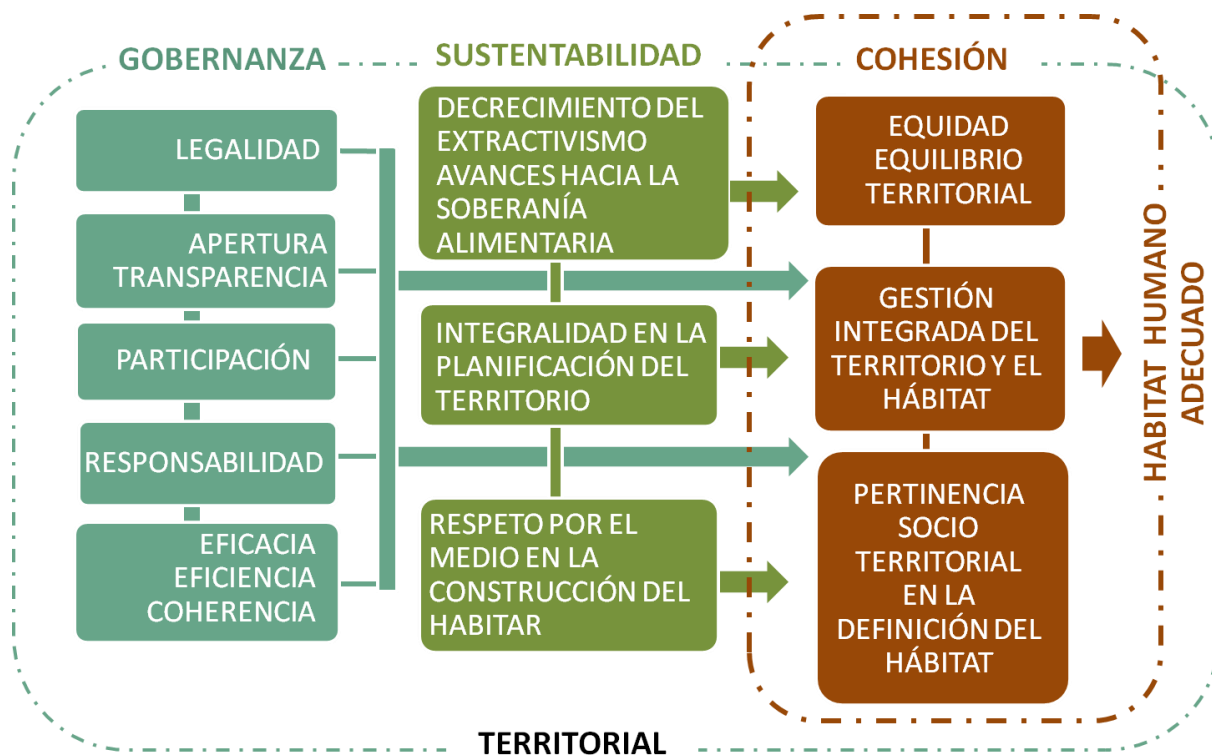 GOBERNANZA
SUSTENTABILIDAD
COHESIÓN
LEGALIDAD
APERTURA
TRANSPARENCIA
PARTICIPACIÓN
RESPONSABILIDAD
EFICACIA
EFICIENCIA
COHERENCIA
DECRECIMIENTO DEL
EXTRACTIVISMO
AVANCES HACIA LA
SOBERANÍA
ALIMENTARIA
INTEGRALIDAD EN LA
PLANIFICACIÓN DEL
TERRITORIO
RESPETO POR EL
MEDIO EN LA
CONSTRUCCIÓN DEL
HABITAR
EQUIDAD
EQUILIBRIO
TERRITORIAL
GESTIÓN
INTEGRADA DEL
TERRITORIO Y EL
HÁBITAT
PERTINENCIA
SOCIO
TERRITORIAL
EN LA
DEFINICIÓN DEL
HÁBITAT
HABITAT HUMANO
ADECUADO
TERRITORIAL